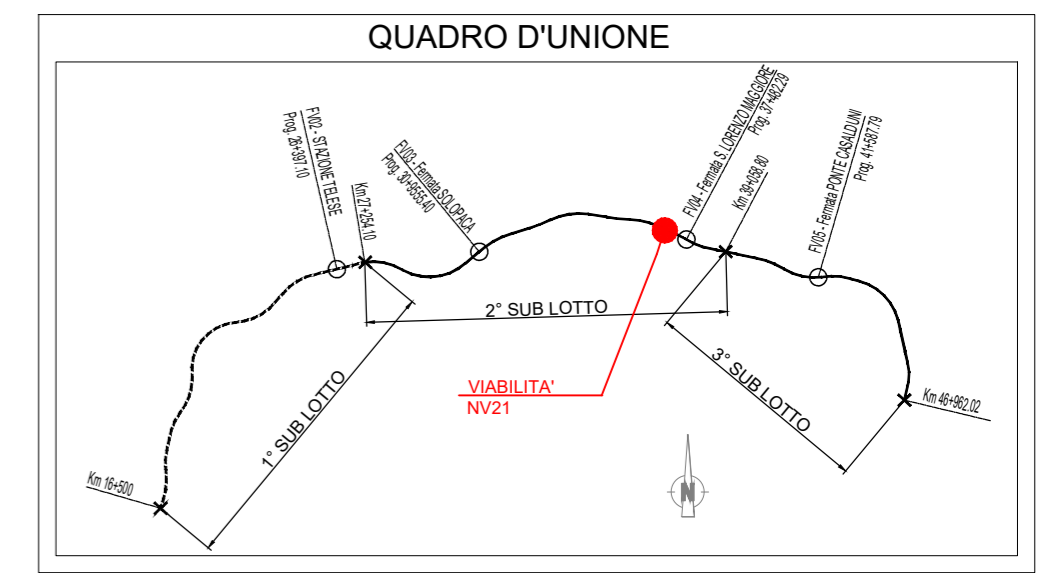 QUADRO D'UNIONE
FV02 - STAZIONE TELESE
Prog. 26+397.10
Km 27+254.10
FV03 - Fermata SOLOPACA
Prog. 30+9555.40
FV04 - Fermata S. LORENZO MAGGIORE
Prog. 37+482.29
Km 39+058.80
FV05 - Fermata PONTE CASALDUNI
Prog. 41+587.79
2° SUB LOTTO
1° SUB LOTTO
3° SUB LOTTO
VIABILITA'
NV21
Km 46+962.02
Km 16+500
N